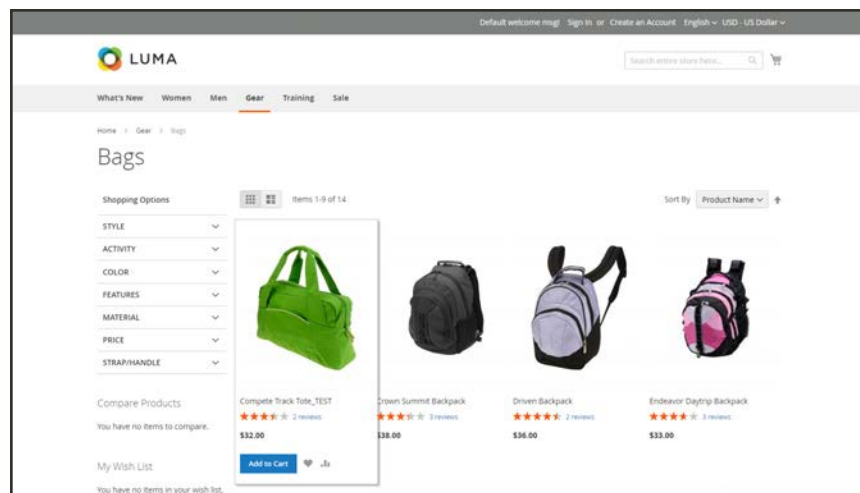 Default welcome msg! Sign In or Create an Account English USD - US Dollar
LUMA
Search entire store here...
What's New Women Men Gear Training Sale
Home > Gear > Bags
Bags
Shopping Options
Items 1-9 of 14
Sort By Product Name
STYLE
ACTIVITY
COLOR
FEATURES
MATERIAL
PRICE
STRAP/HANDLE
Compare Products
You have no items to compare.
My Wish List
You have no items in your wish list.
Compete Track Tote_TEST
2 reviews
$32.00
Add to Cart
Crown Summit Backpack
3 reviews
$38.00
Driven Backpack
2 reviews
$36.00
Endeavor Daytrip Backpack
3 reviews
$33.00